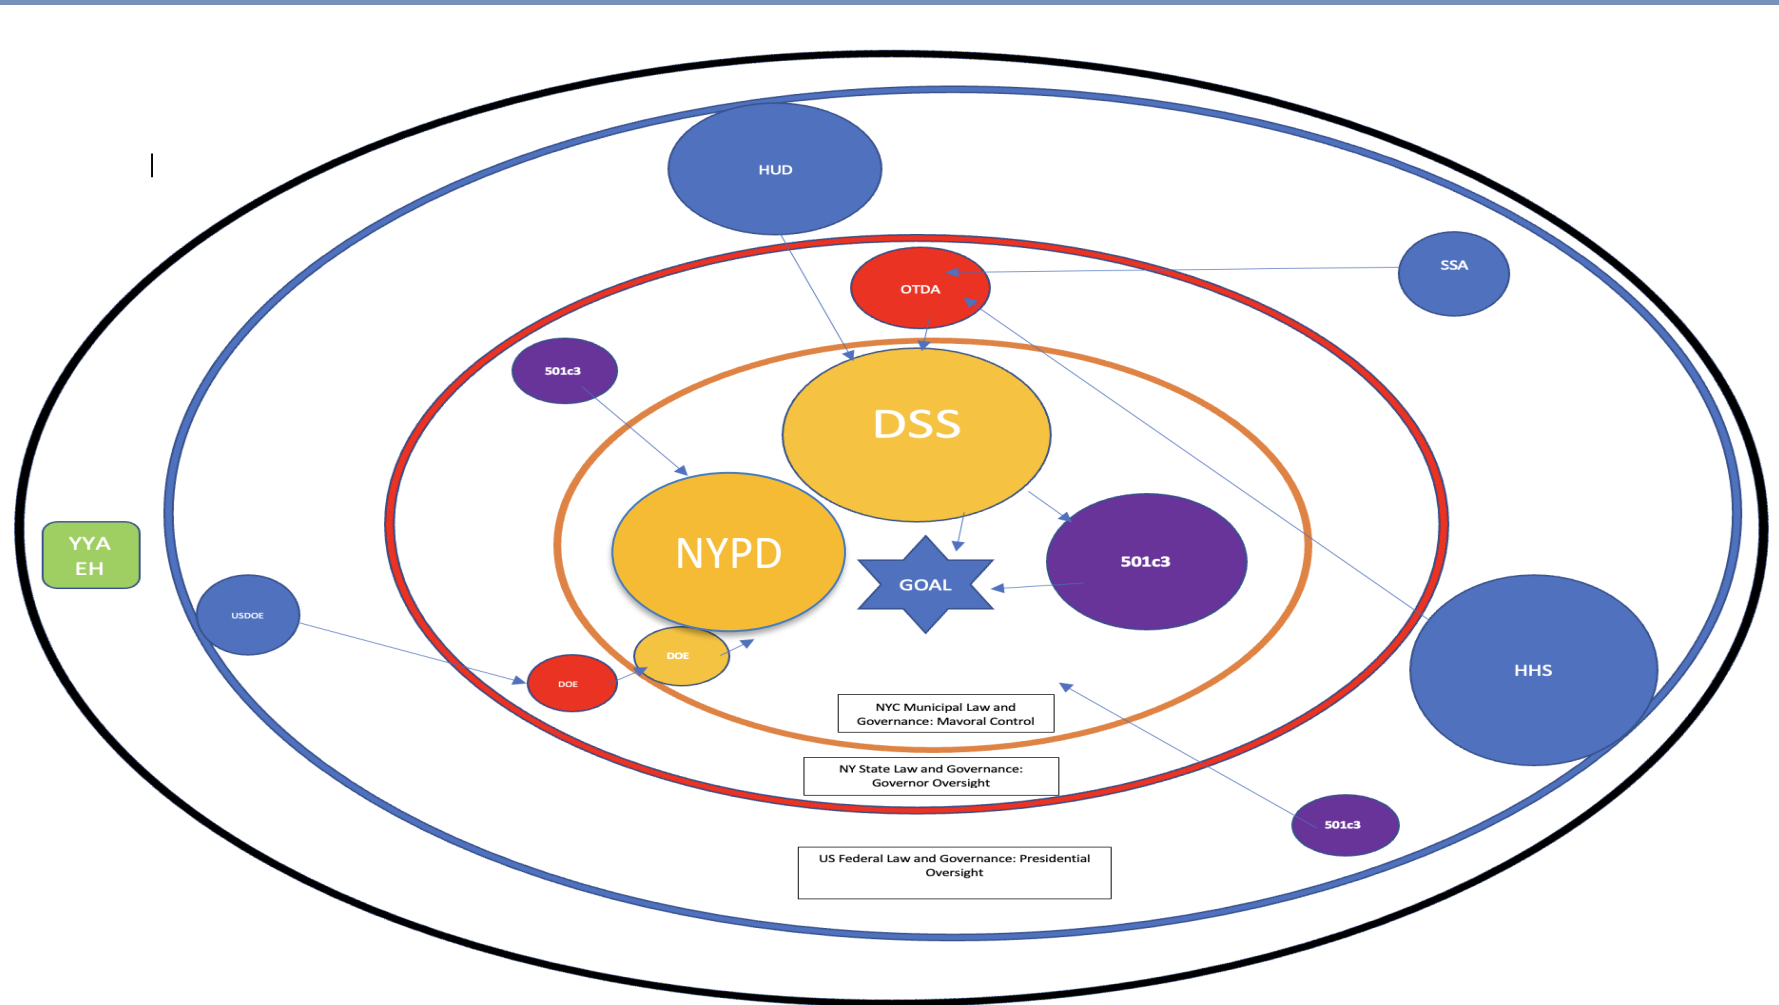 HUD
SSA
OTDA
501c3
DSS
NYPD
501c3
GOAL
YYA
EH
USDOE
DOE
DOE
HHS
NYC Municipal Law and
Governance: Mavoral Control
NY State Law and Governance:
Governor Oversight
501c3
US Federal Law and Governance: Presidential
Oversight